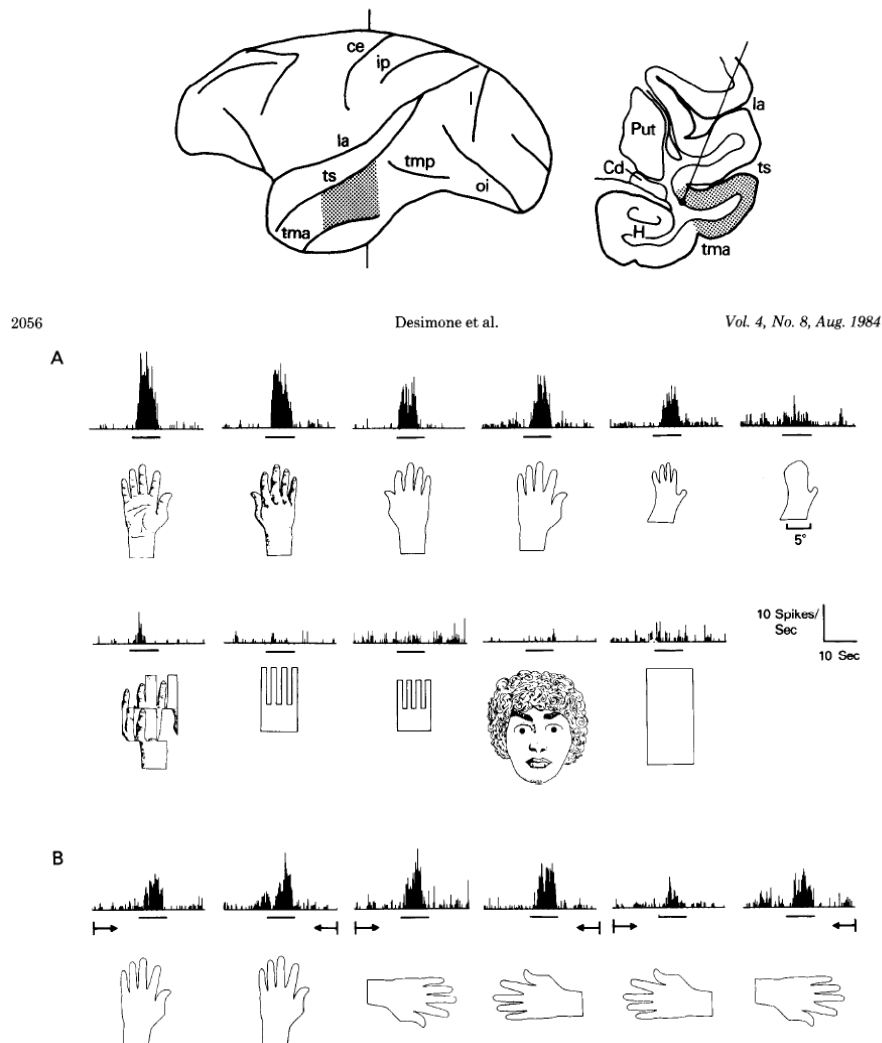 ce
ip
l
la
ts
tmp
oi
tma
Put
Cd
H
la
ts
tma
2056 Desimone et al. Vol. 4, No. 8, Aug. 1984
A
5°
10 Spikes/
Sec
10 Sec
B